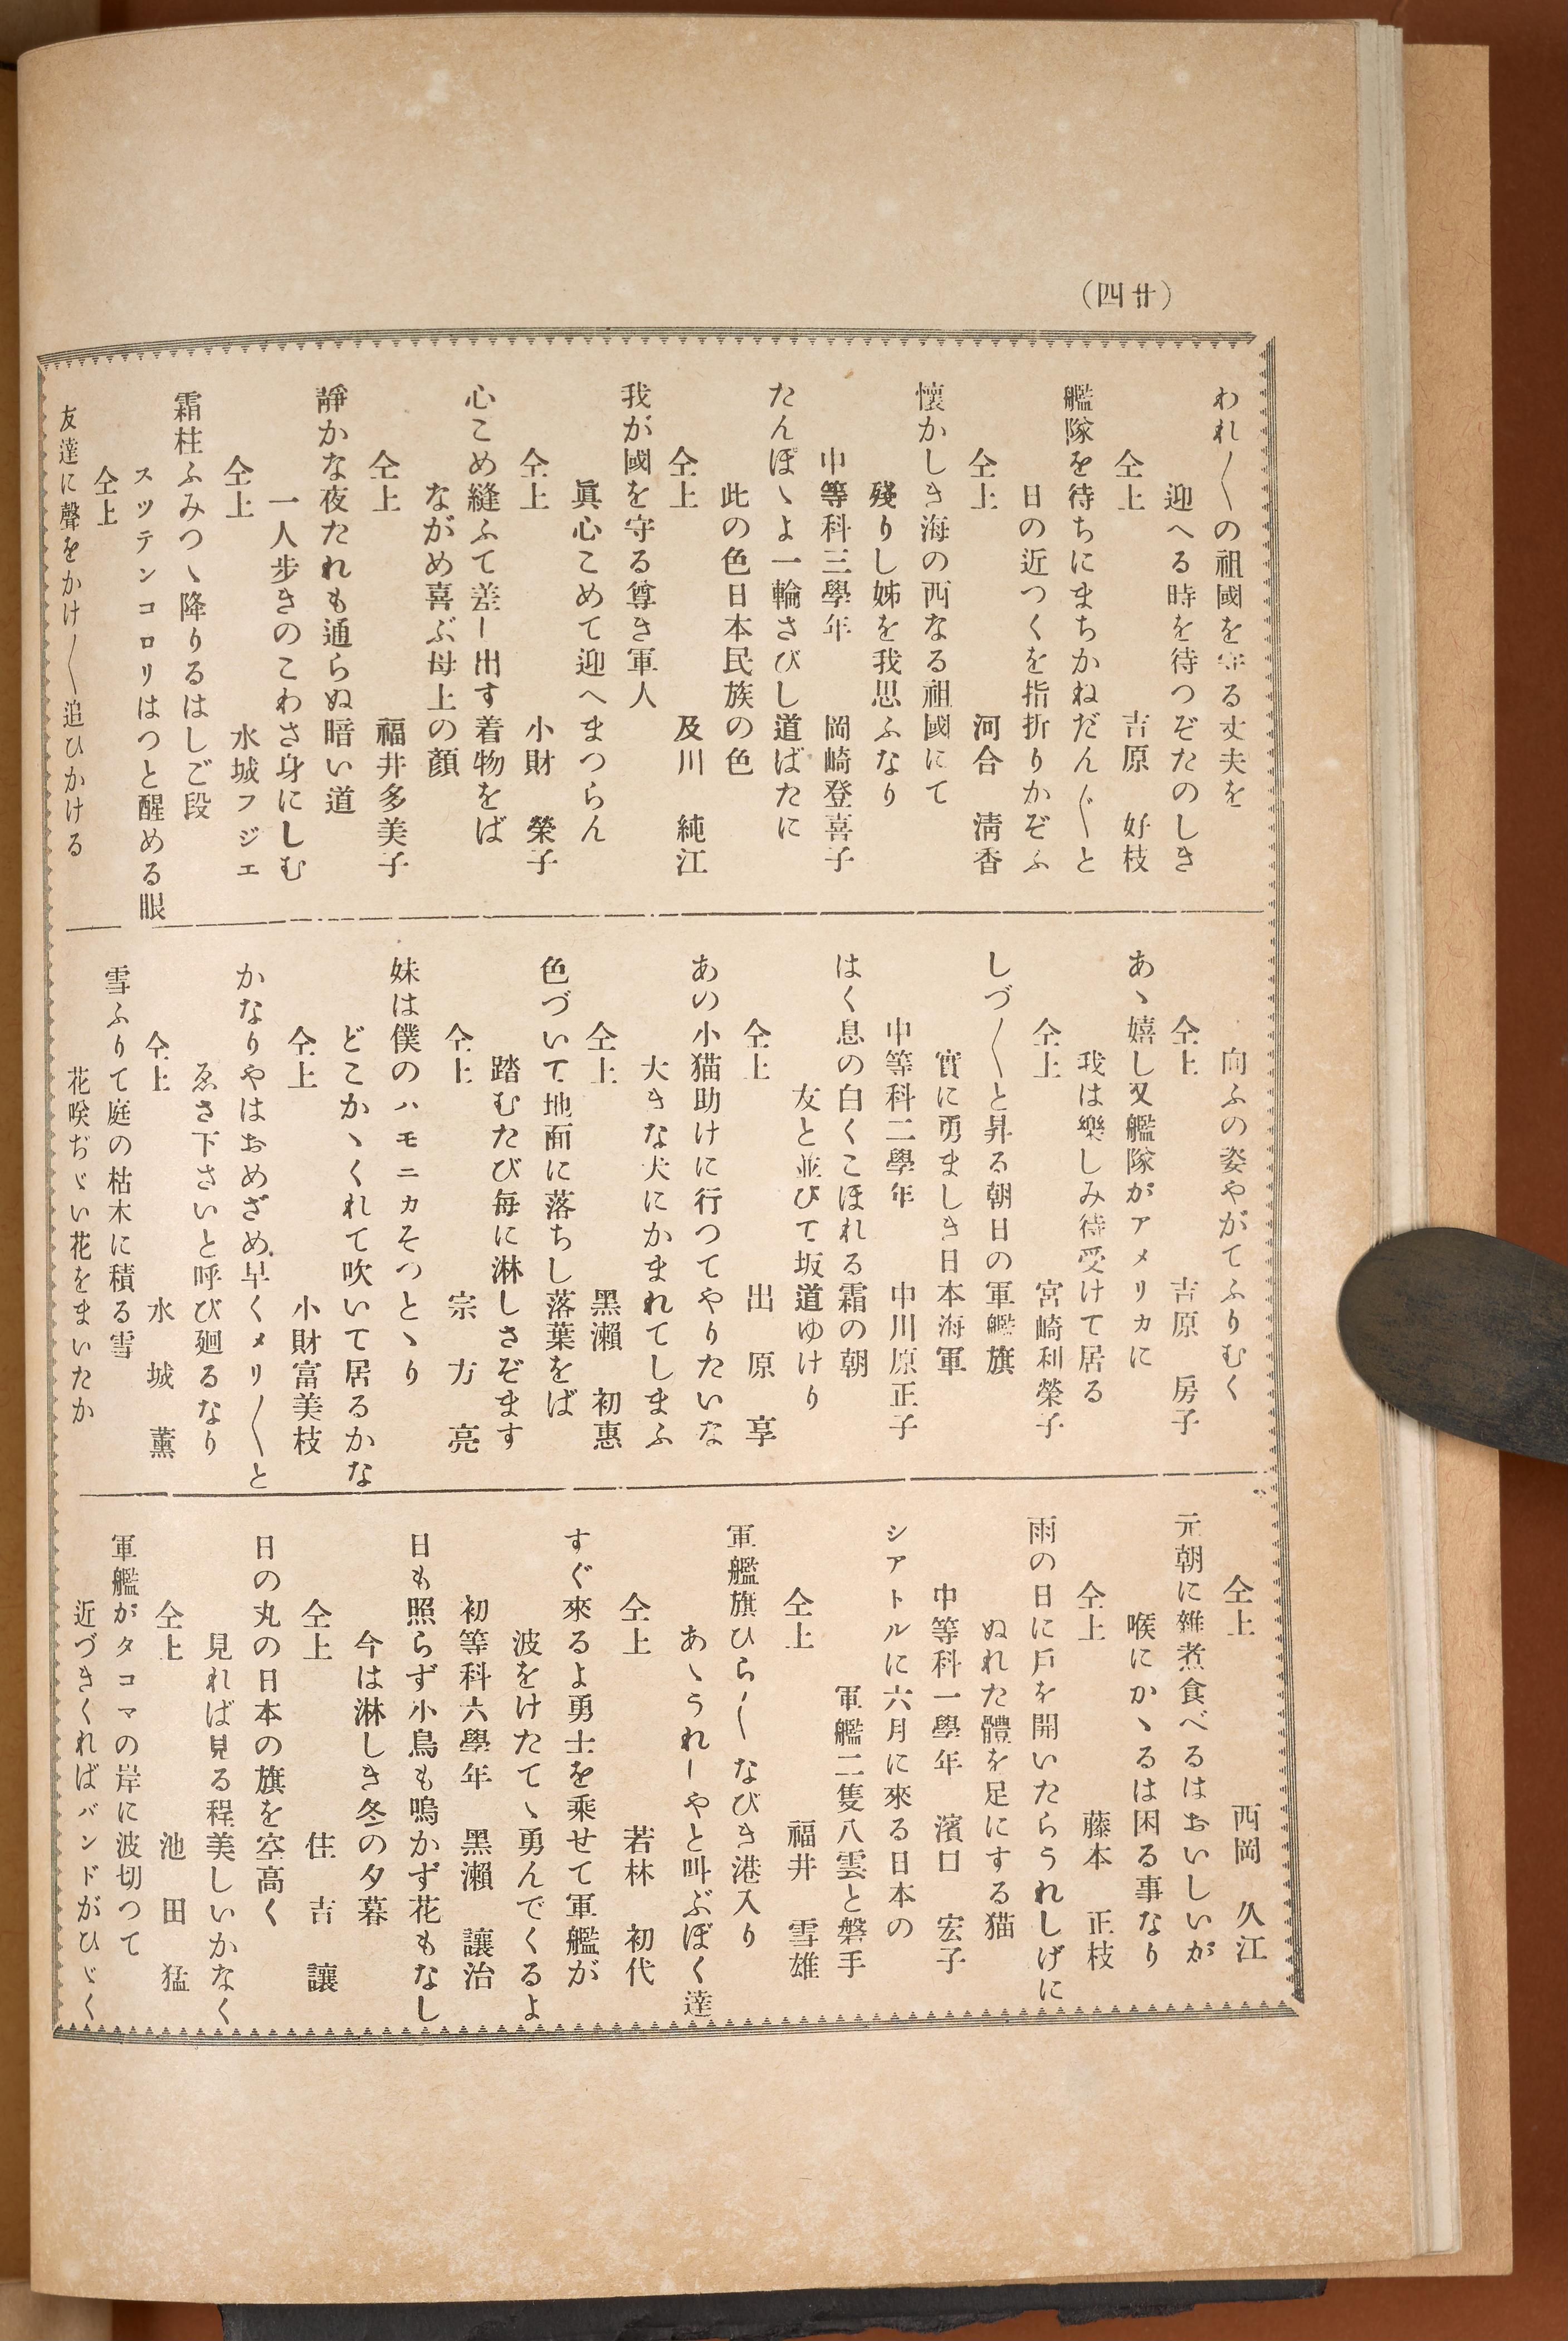 (廿四)
われ〳〵の祖國を守る丈夫を
迎へる時を待つぞたのしき
仝上　吉原　好枝
艦隊を待ちにまちかねだん〴〵と
日の近つくを指折りかぞふ
仝上　河合　淸香
懷かしき海の西なる祖國にて
殘りし姊を我思ふなり
中等科三學年　岡崎登喜子
たんぽヽよ一輪さびし道ばたに
此の色日本民族の色
仝上　及川　純江
我が國を守る尊き軍人
眞心こめて迎へまつらん
仝上　小財　榮子
心こめ縫ふて差し出す着物をば
ながめ喜ぶ母上の顏
仝上　福井多美子
靜かな夜たれも通らぬ暗い道
一人步きのこわさ身にしむ
仝上　水城フジエ
霜柱ふみつヽ降りるはしご段
スツテンコロリはつと醒める眼
仝上
友達に聲をかけ〳〵追ひかける
向ふの姿やがてふりむく
仝上　吉原　房子
あヽ嬉し又艦隊がアメリカに
我は樂しみ待受けて居る
仝上　宮崎利榮子
しづ〳〵と昇る朝日の軍艦旗
實に勇ましき日本海軍
中等科二學年　中川原正子
はく息の白くこほれる霜の朝
友と並びて坂道ゆけり
仝上　出原　享
あの小猫助けに行つてやりたいな
大きな犬にかまれてしまふ
仝上　黑瀨　初惠
色づいて地面に落ちし落葉をば
踏むたび每に淋しさぞます
仝上　宗方　亮
妹は僕のハモニカそつとヽり
どこかヽくれて吹いて居るかな
仝上　小財富美枝
かなりやはおめざめ早くメリ〳〵と
ゑさ下さいと呼び廻るなり
仝上　水城　薰
雪ふりて庭の枯木に積る雪
花咲ぢヾい花をまいたか
仝上　西岡　久江
元朝に雜煮食べるはおいしいが
喉にかヽるは困る事なり
仝上　藤本　正枝
雨の日に戶を開いたらうれしげに
ぬれた體を足にする猫
中等科一學年　濱口　宏子
シアトルに六月に來る日本の
軍艦二隻八雲と磐手
仝上　福井　雪雄
軍艦旗ひら〳〵なびき港入り
あヽうれしやと叫ぶぼく達
仝上　若林　初代
すぐ來るよ勇士を乘せて軍艦が
波をけたてヽ勇んでくるよ
初等科六學年　黑瀨　讓治
日も照らず小鳥も鳴かず花もなし
今は淋しき冬の夕暮
仝上　住吉　讓
日の丸の日本の旗を空高く
見れば見る程美しいかなく
仝上　池田　猛
軍艦がタコマの岸に波切つて
近づきくればバンドがひヾく